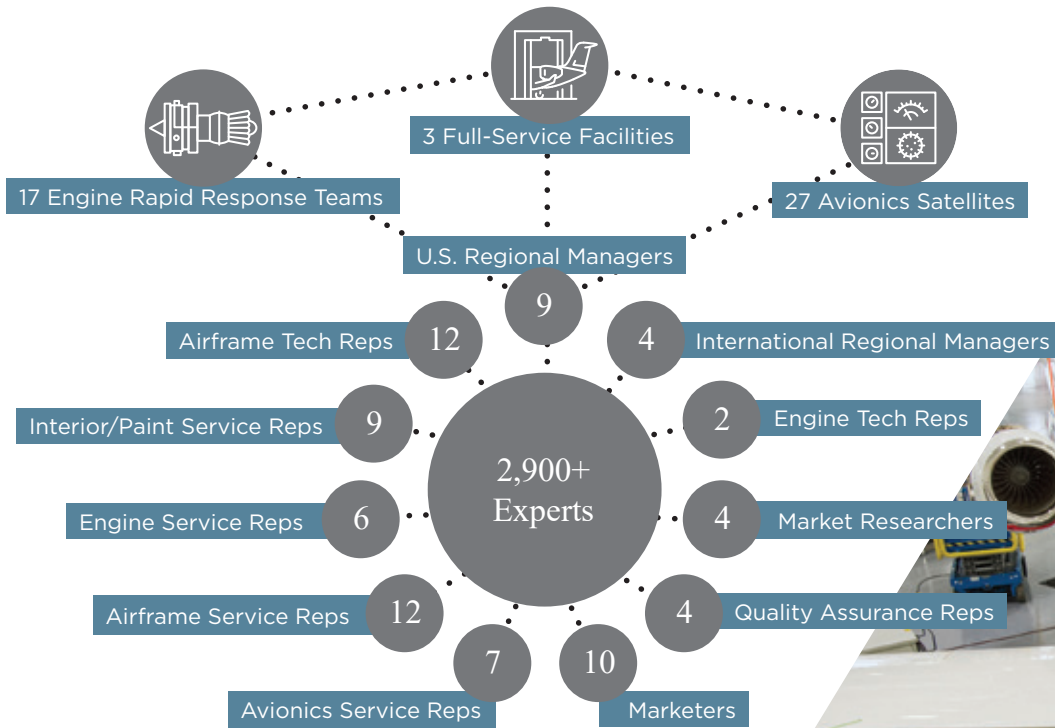 3 Full-Service Facilities
17 Engine Rapid Response Teams
27 Avionics Satellites
U.S. Regional Managers
9
Airframe Tech Reps
12
4
International Regional Managers
Interior/Paint Service Reps
9
2
Engine Tech Reps
2,900+
Experts
Engine Service Reps
6
4
Market Researchers
Airframe Service Reps
12
4
Quality Assurance Reps
7
10
Avionics Service Reps
Marketers